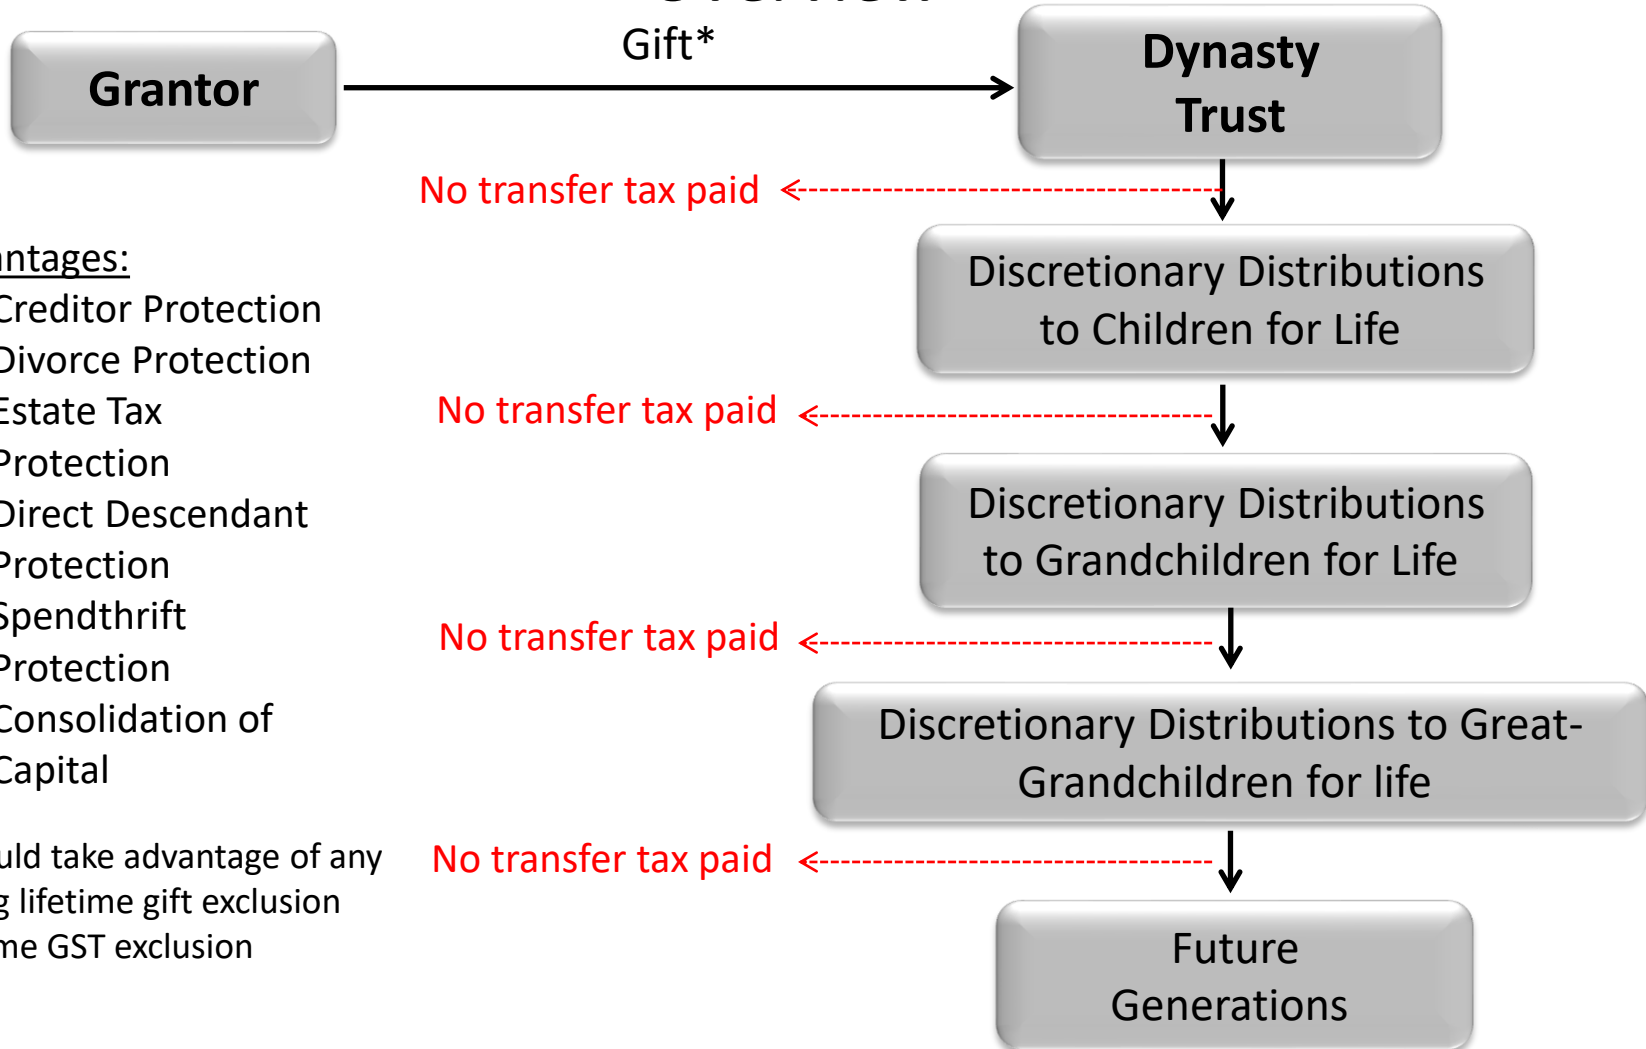 Gift*
Grantor
Dynasty
Trust
No transfer tax paid
Discretionary Distributions
to Children for Life
No transfer tax paid
Discretionary Distributions
to Grandchildren for Life
No transfer tax paid
Discretionary Distributions to Great-
Grandchildren for life
No transfer tax paid
Future
Generations
antages:
Creditor Protection
Divorce Protection
Estate Tax
Protection
Direct Descendant
Protection
Spendthrift
Protection
Consolidation of
Capital
uld take advantage of any
g lifetime gift exclusion
me GST exclusion